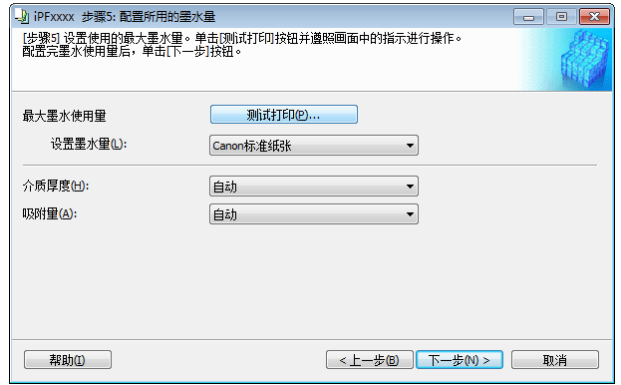 iPFxxxx 步骤5: 配置所用的墨水量
[步骤5] 设置使用的最大墨水量。单击[测试打印]按钮并遵照画面中的指示进行操作。
配置完墨水使用量后，单击[下一步]按钮。
最大墨水使用量 测试打印(P)...
设置墨水量(L): Canon标准纸张
介质厚度(H): 自动
吸附量(A): 自动
帮助(I) < 上一步(B) 下一步(N) > 取消